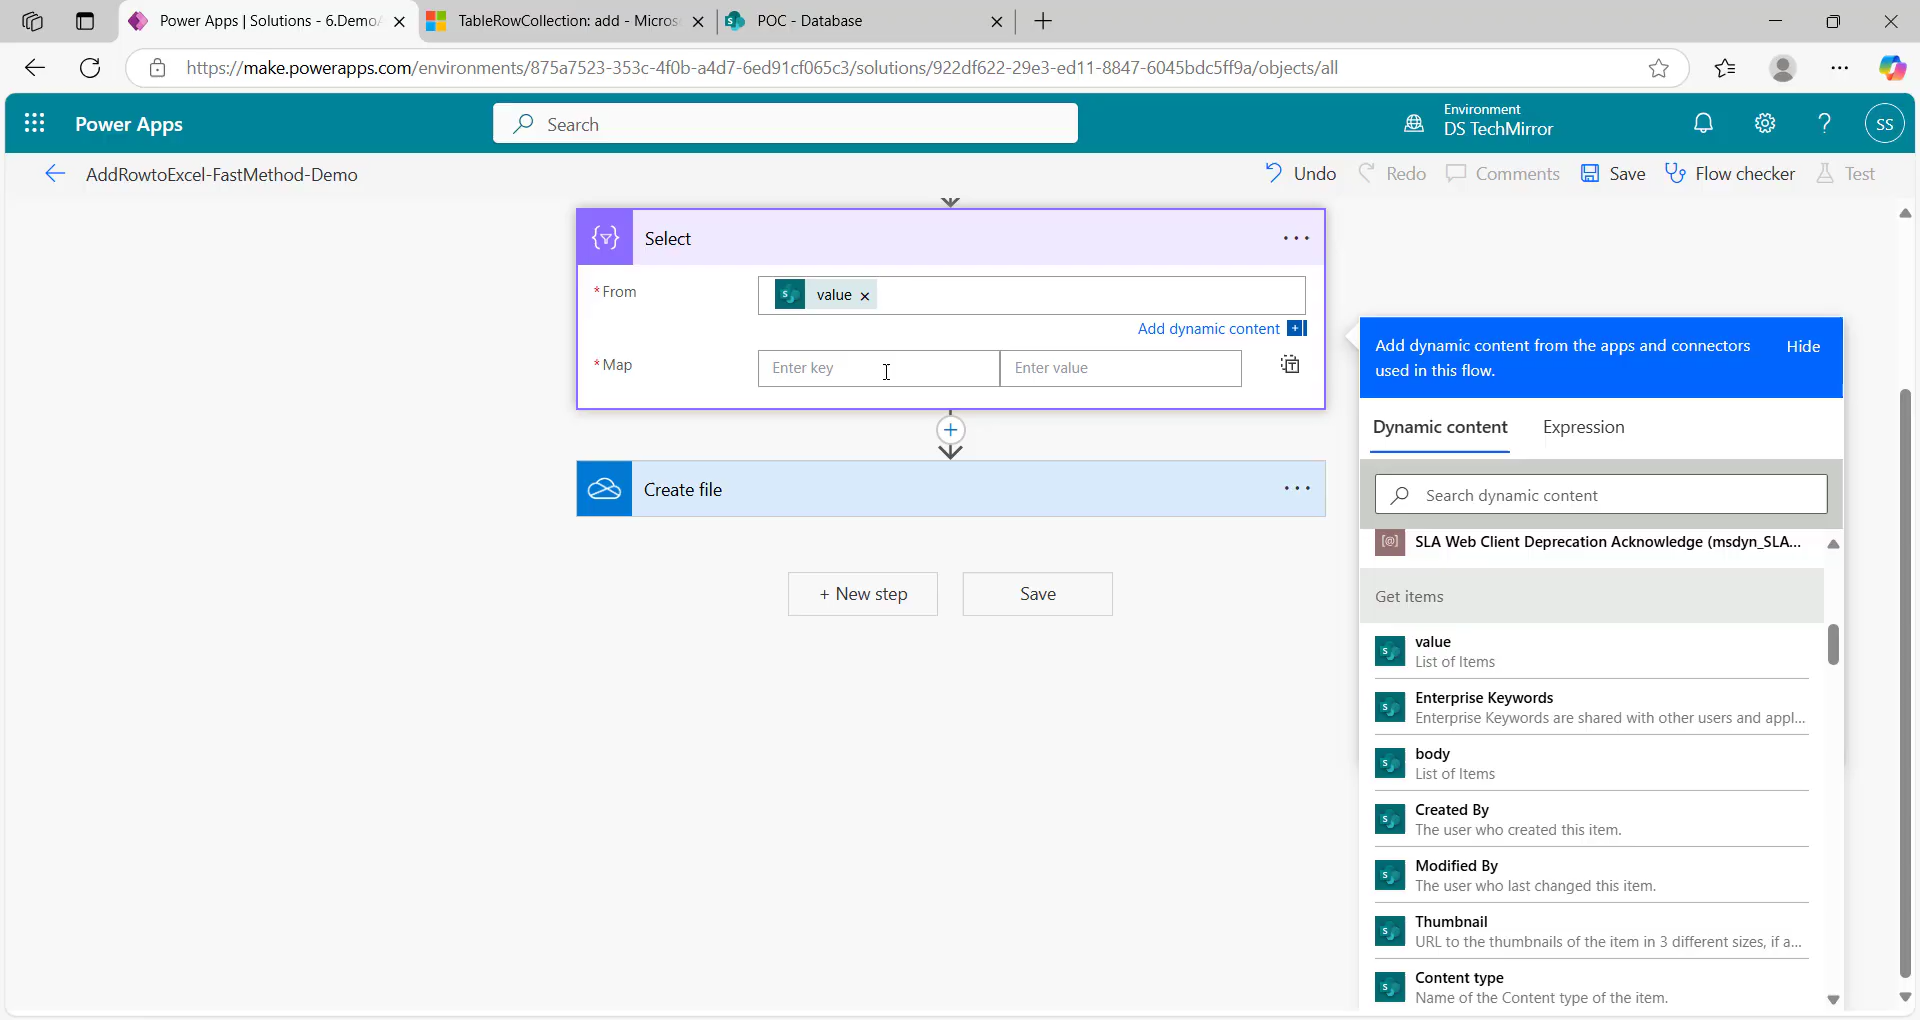 Power Apps | Solutions - 6.Demo
TableRowCollection: add - Micros
POC - Database
https://make.powerapps.com/environments/875a7523-353c-4f0b-a4d7-6ed91cf065c3/solutions/922df622-29e3-ed11-8847-6045bdc5ff9a/objects/all
Power Apps
Search
Environment
DS TechMirror
SS
AddRowtoExcel-FastMethod-Demo
Undo
Redo
Comments
Save
Flow checker
Test
Select
* From
value
Add dynamic content
* Map
Enter key
Enter value
Create file
+ New step
Save
Add dynamic content from the apps and connectors
used in this flow.
Hide
Dynamic content
Expression
Search dynamic content
SLA Web Client Deprecation Acknowledge (msdyn_SLA...
Get items
value
List of Items
Enterprise Keywords
Enterprise Keywords are shared with other users and appl...
body
List of Items
Created By
The user who created this item.
Modified By
The user who last changed this item.
Thumbnail
URL to the thumbnails of the item in 3 different sizes, if a...
Content type
Name of the Content type of the item.